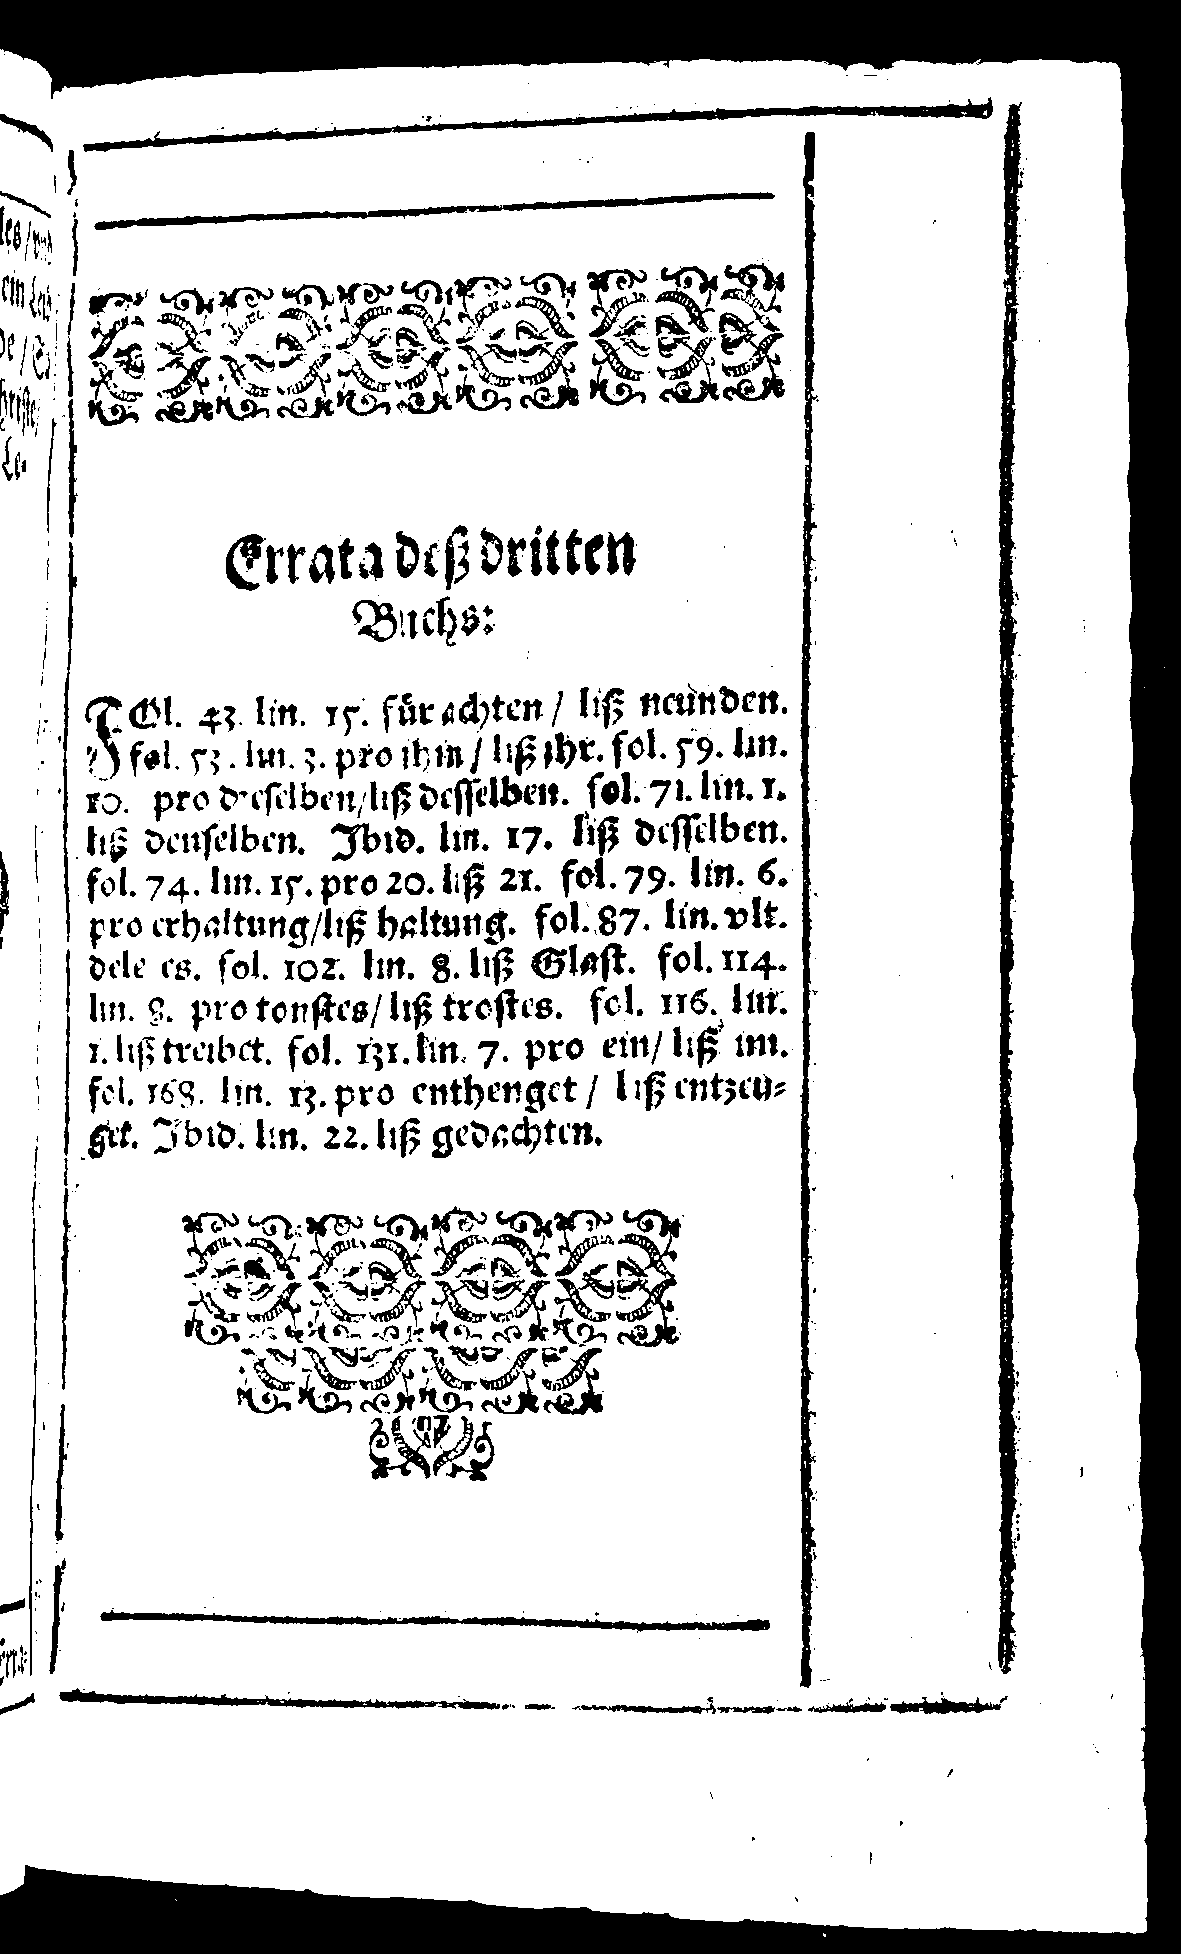 Errata deß dritten
Buchs:
FOl. 43. lin. 15. für achten / liß neunden.
fol. 53. lin. 3. pro ihm / liß ihr. fol. 59. lin.
10. pro dieselben/liß desselben. fol. 71. lin. 1.
liß denselben. Ibid. lin. 17. liß desselben.
fol. 74. lin. 15. pro 20. liß 21. fol. 79. lin. 6.
pro erhaltung/liß haltung. fol. 87. lin. vlt.
dele es. fol. 102. lin. 8. liß Glast. fol. 114.
lin. 8. pro tonstes/ liß trostes. fol. 116. lin.
1. liß treibet. fol. 131. lin. 7. pro ein/ liß im.
fol. 168. lin. 13. pro enthenget / liß entzeu-
get. Ibid. lin. 22. liß gedachten.